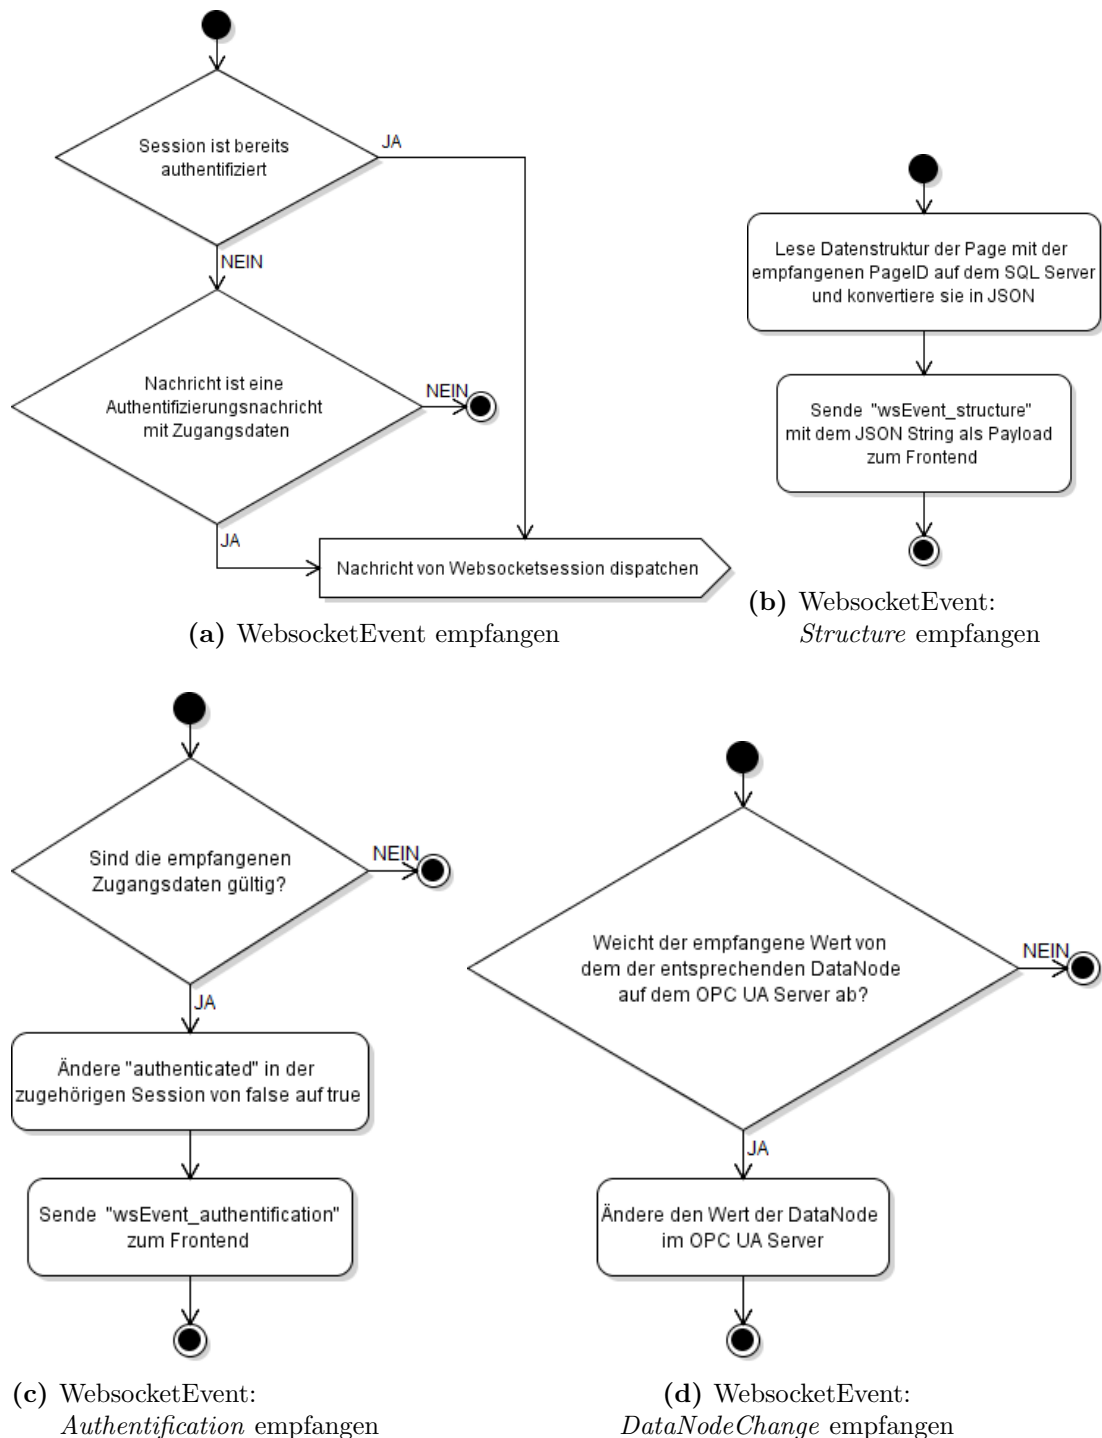 Session ist bereits
authentifiziert
JA
NEIN
Nachricht ist eine
Authentifizierungsnachricht
mit Zugangsdaten
NEIN
JA
Nachricht von Websocketsession dispatchen
(a) WebsocketEvent empfangen
Lese Datenstruktur der Page mit der
empfangenen PageID auf dem SQL Server
und konvertiere sie in JSON
Sende "wsEvent_structure"
mit dem JSON String als Payload
zum Frontend
(b) WebsocketEvent:
Structure empfangen
Sind die empfangenen
Zugangsdaten gültig?
NEIN
JA
Ändere "authenticated" in der
zugehörigen Session von false auf true
Sende "wsEvent_authentification"
zum Frontend
(c) WebsocketEvent:
Authentification empfangen
Weicht der empfangene Wert von
dem der entsprechenden DataNode
auf dem OPC UA Server ab?
NEIN
JA
Ändere den Wert der DataNode
im OPC UA Server
(d) WebsocketEvent:
DataNodeChange empfangen